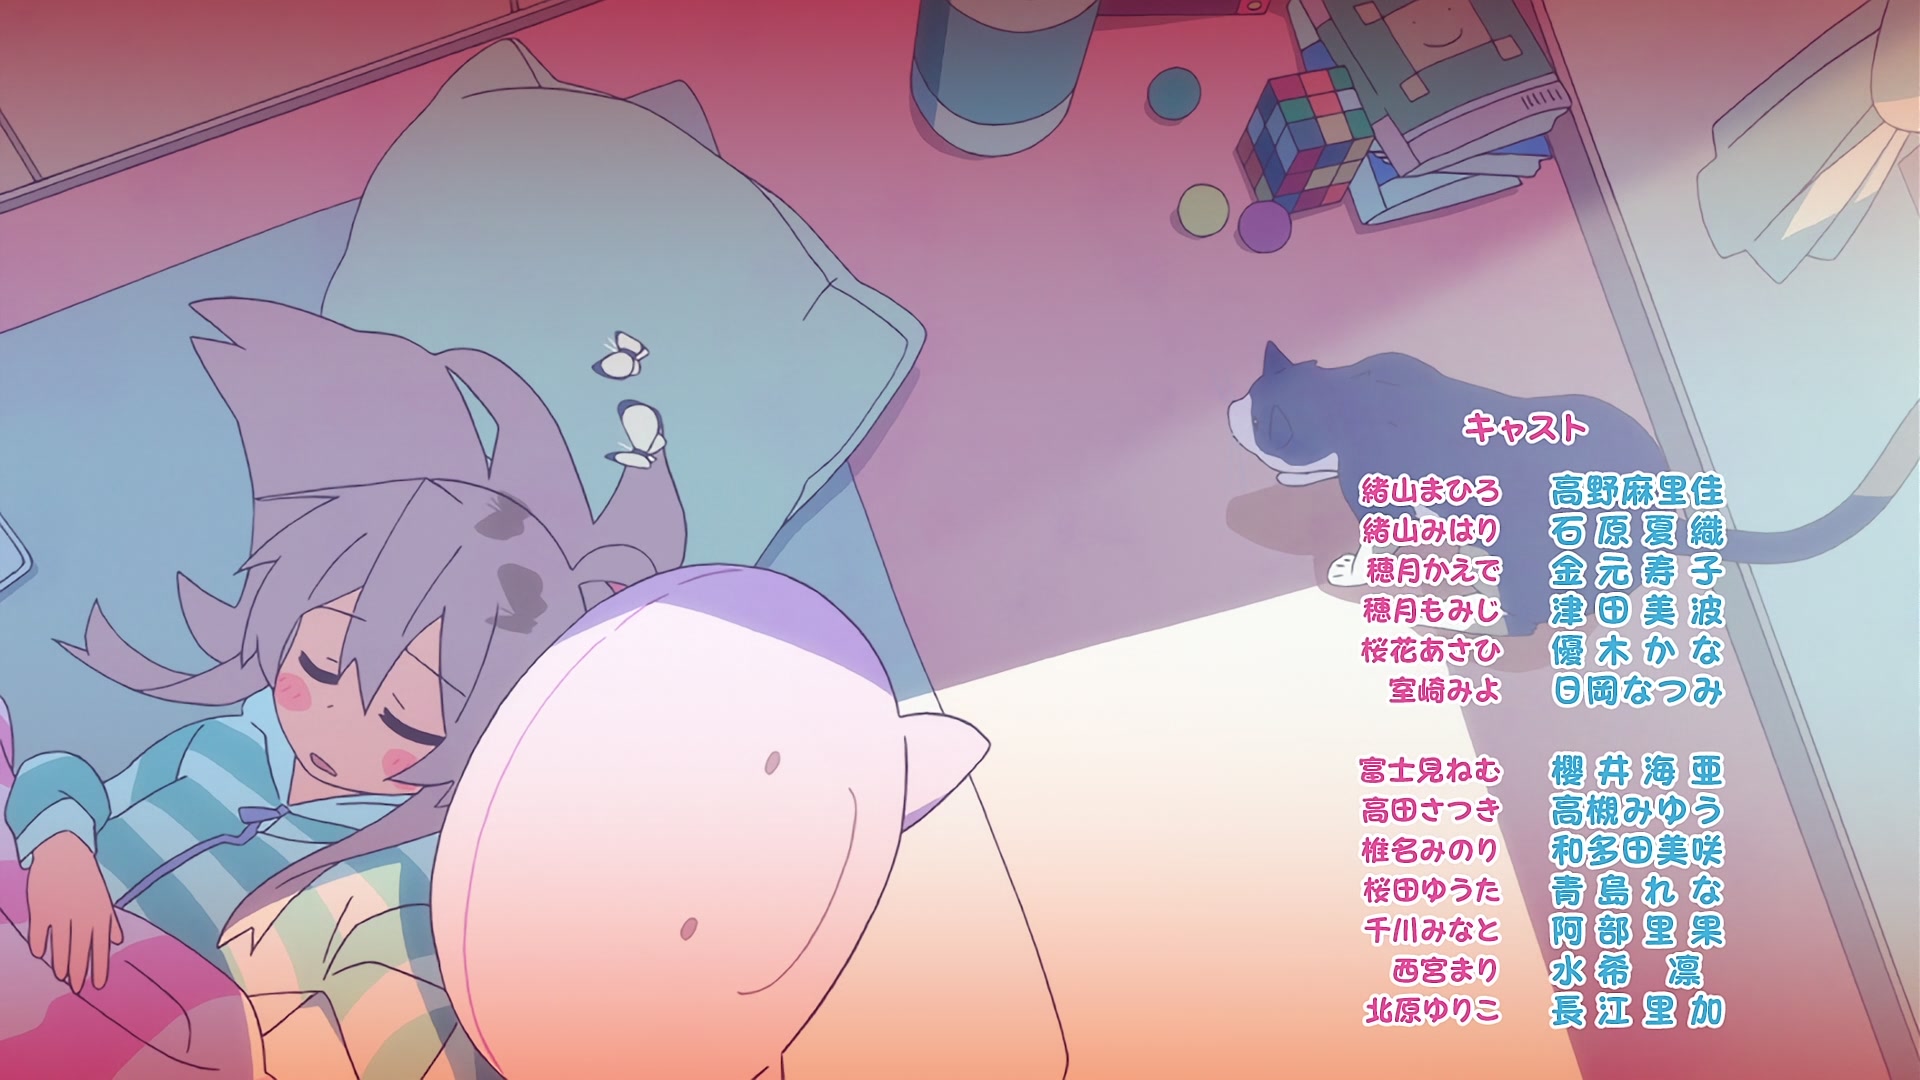 キャスト
緒山まひろ 高野麻里佳
緒山みはり 石原夏織
穂月かえで 金元寿子
穂月もみじ 津田美波
桜花あさひ 優木かな
室崎みよ 日岡なつみ
富士見ねむ 櫻井海亜
高田さつき 高槻みゆう
椎名みのり 和多田美咲
桜田ゆうた 青島れな
千川みなと 阿部里果
西宮まり 水希凛
北原ゆりこ 長江里加